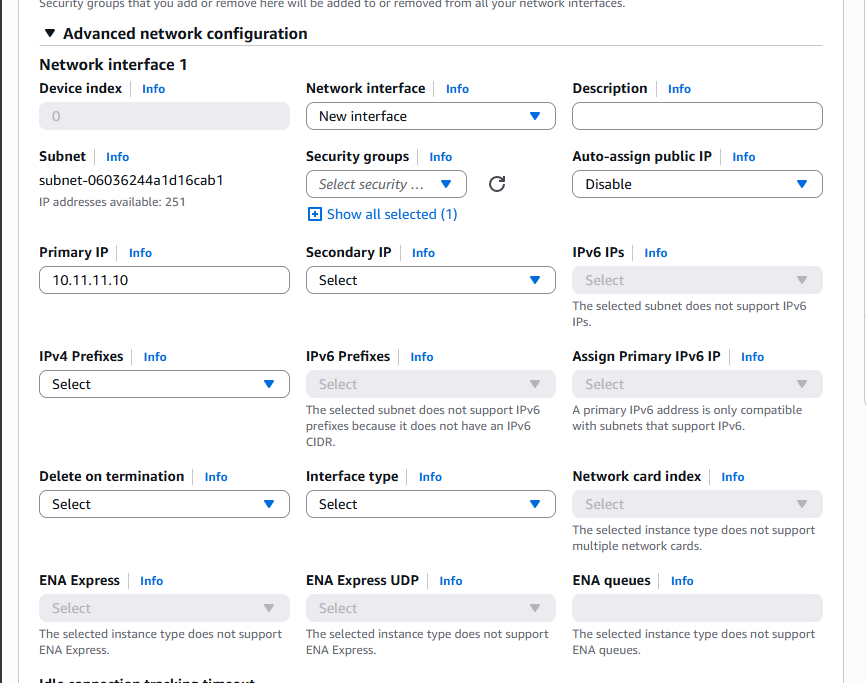 Security groups that you add or remove here will be added to or removed from all your network interfaces.
Advanced network configuration
Network interface 1
Device index Info
0
Network interface Info
New interface
Description Info
Subnet Info
subnet-06036244a1d16cab1
IP addresses available: 251
Security groups Info
Select security ...
Show all selected (1)
Auto-assign public IP Info
Disable
Primary IP Info
10.11.11.10
Secondary IP Info
Select
IPv6 IPs Info
Select
The selected subnet does not support IPv6
IPs.
IPv4 Prefixes Info
Select
IPv6 Prefixes Info
Select
The selected subnet does not support IPv6
prefixes because it does not have an IPv6
CIDR.
Assign Primary IPv6 IP Info
Select
A primary IPv6 address is only compatible
with subnets that support IPv6.
Delete on termination Info
Select
Interface type Info
Select
Network card index Info
Select
The selected instance type does not support
multiple network cards.
ENA Express Info
Select
The selected instance type does not support
ENA Express.
ENA Express UDP Info
Select
The selected instance type does not support
ENA Express.
ENA queues Info
The selected instance type does not support
ENA queues.
Idle connection tracking timeout